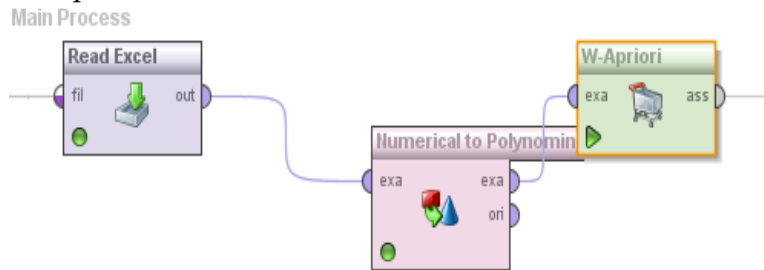 Main Process
Read Excel
fil
out
W-Apriori
exa
ass
Numerical to Polynomin
exa
exa
ori